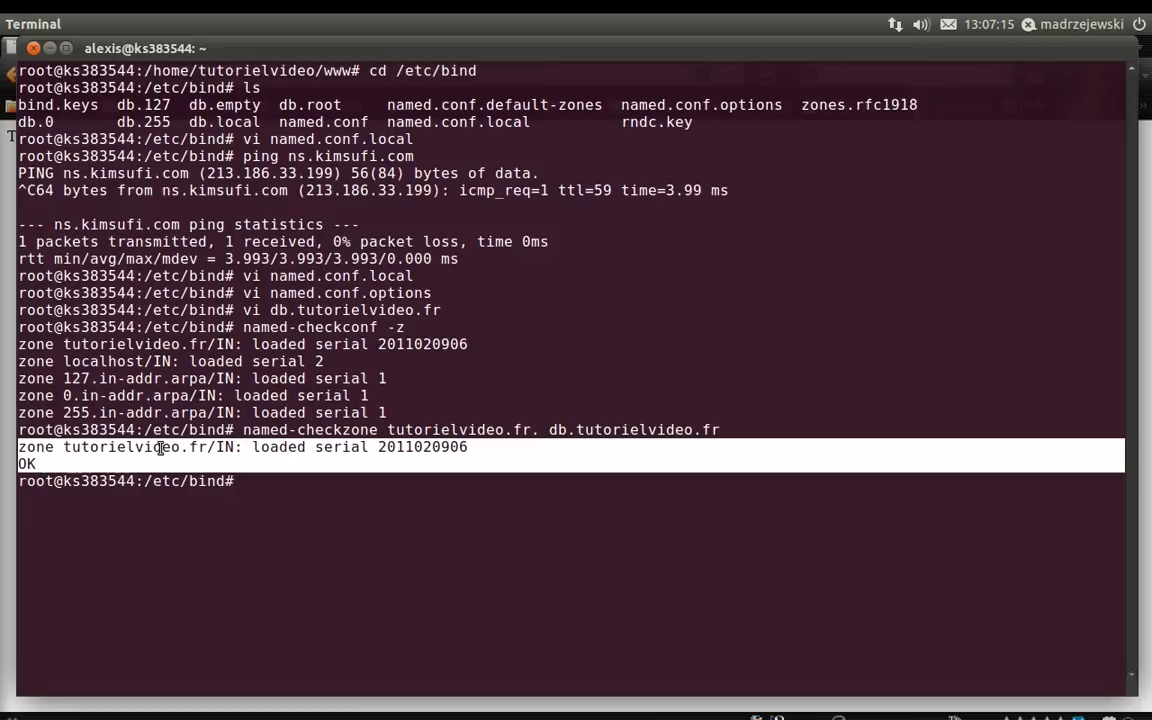 Terminal
13:07:15
madrzejewski
alexis@ks383544: ~
root@ks383544:/home/tutorielvideo/www# cd /etc/bind
root@ks383544:/etc/bind# ls
bind.keys  db.127  db.empty  db.root     named.conf.default-zones  named.conf.options  zones.rfc1918
db.0       db.255  db.local  named.conf  named.conf.local          rndc.key
root@ks383544:/etc/bind# vi named.conf.local
root@ks383544:/etc/bind# ping ns.kimsufi.com
PING ns.kimsufi.com (213.186.33.199) 56(84) bytes of data.
^C64 bytes from ns.kimsufi.com (213.186.33.199): icmp_req=1 ttl=59 time=3.99 ms
--- ns.kimsufi.com ping statistics ---
1 packets transmitted, 1 received, 0% packet loss, time 0ms
rtt min/avg/max/mdev = 3.993/3.993/3.993/0.000 ms
root@ks383544:/etc/bind# vi named.conf.local
root@ks383544:/etc/bind# vi named.conf.options
root@ks383544:/etc/bind# vi db.tutorielvideo.fr
root@ks383544:/etc/bind# named-checkconf -z
zone tutorielvideo.fr/IN: loaded serial 2011020906
zone localhost/IN: loaded serial 2
zone 127.in-addr.arpa/IN: loaded serial 1
zone 0.in-addr.arpa/IN: loaded serial 1
zone 255.in-addr.arpa/IN: loaded serial 1
root@ks383544:/etc/bind# named-checkzone tutorielvideo.fr. db.tutorielvideo.fr
zone tutorielvideo.fr/IN: loaded serial 2011020906
OK
root@ks383544:/etc/bind#